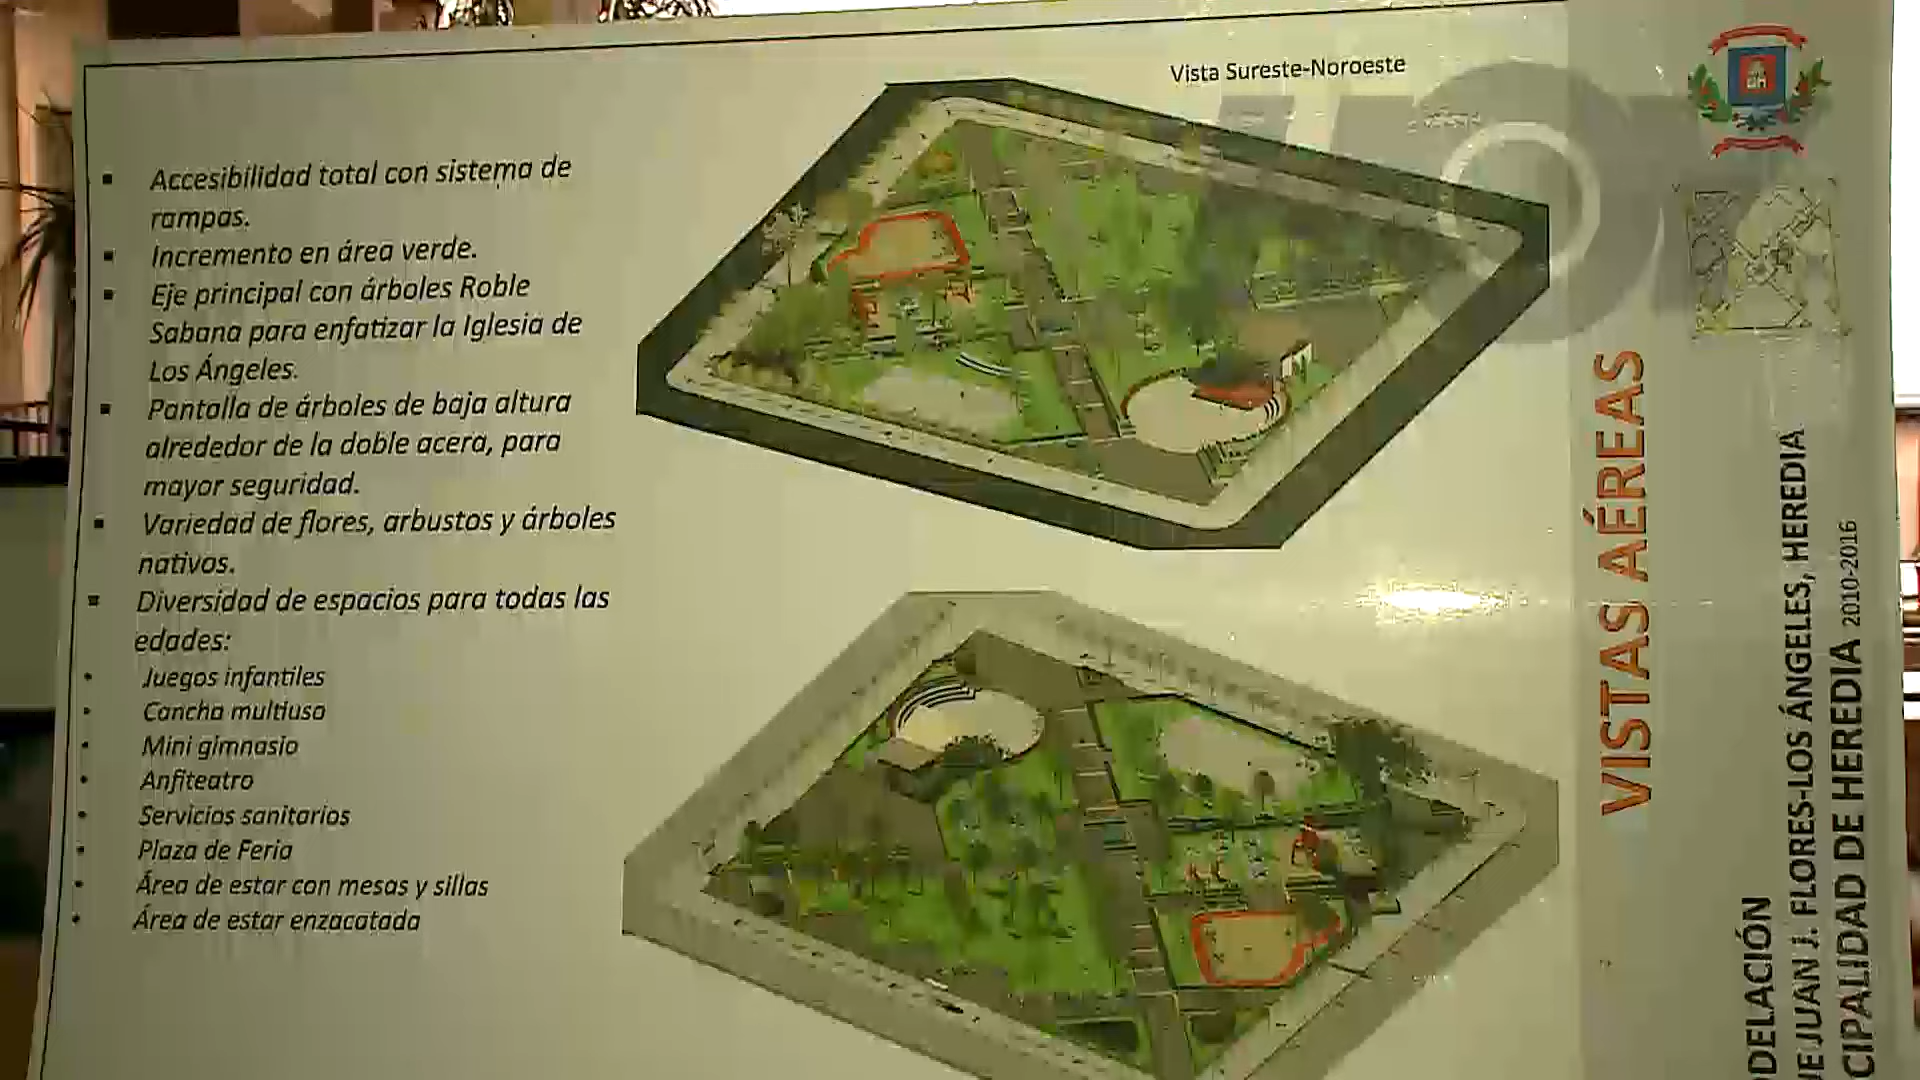 Vista Sureste-Noroeste
Accesibilidad total con sistema de
rampas.
Incremento en área verde.
Eje principal con árboles Roble
Sabana para enfatizar la Iglesia de
Los Ángeles.
Pantalla de árboles de baja altura
alrededor de la doble acera, para
mayor seguridad.
Variedad de flores, arbustos y árboles
nativos.
Diversidad de espacios para todas las
edades:
Juegos infantiles
Cancha multiuso
Mini gimnasio
Anfiteatro
Servicios sanitarios
Plaza de Feria
Área de estar con mesas y sillas
Área de estar enzacatada
VISTAS AÉREAS
DELACIÓN
E JUAN J. FLORES-LOS ÁNGELES, HEREDIA
CIPALIDAD DE HEREDIA 2010-2016